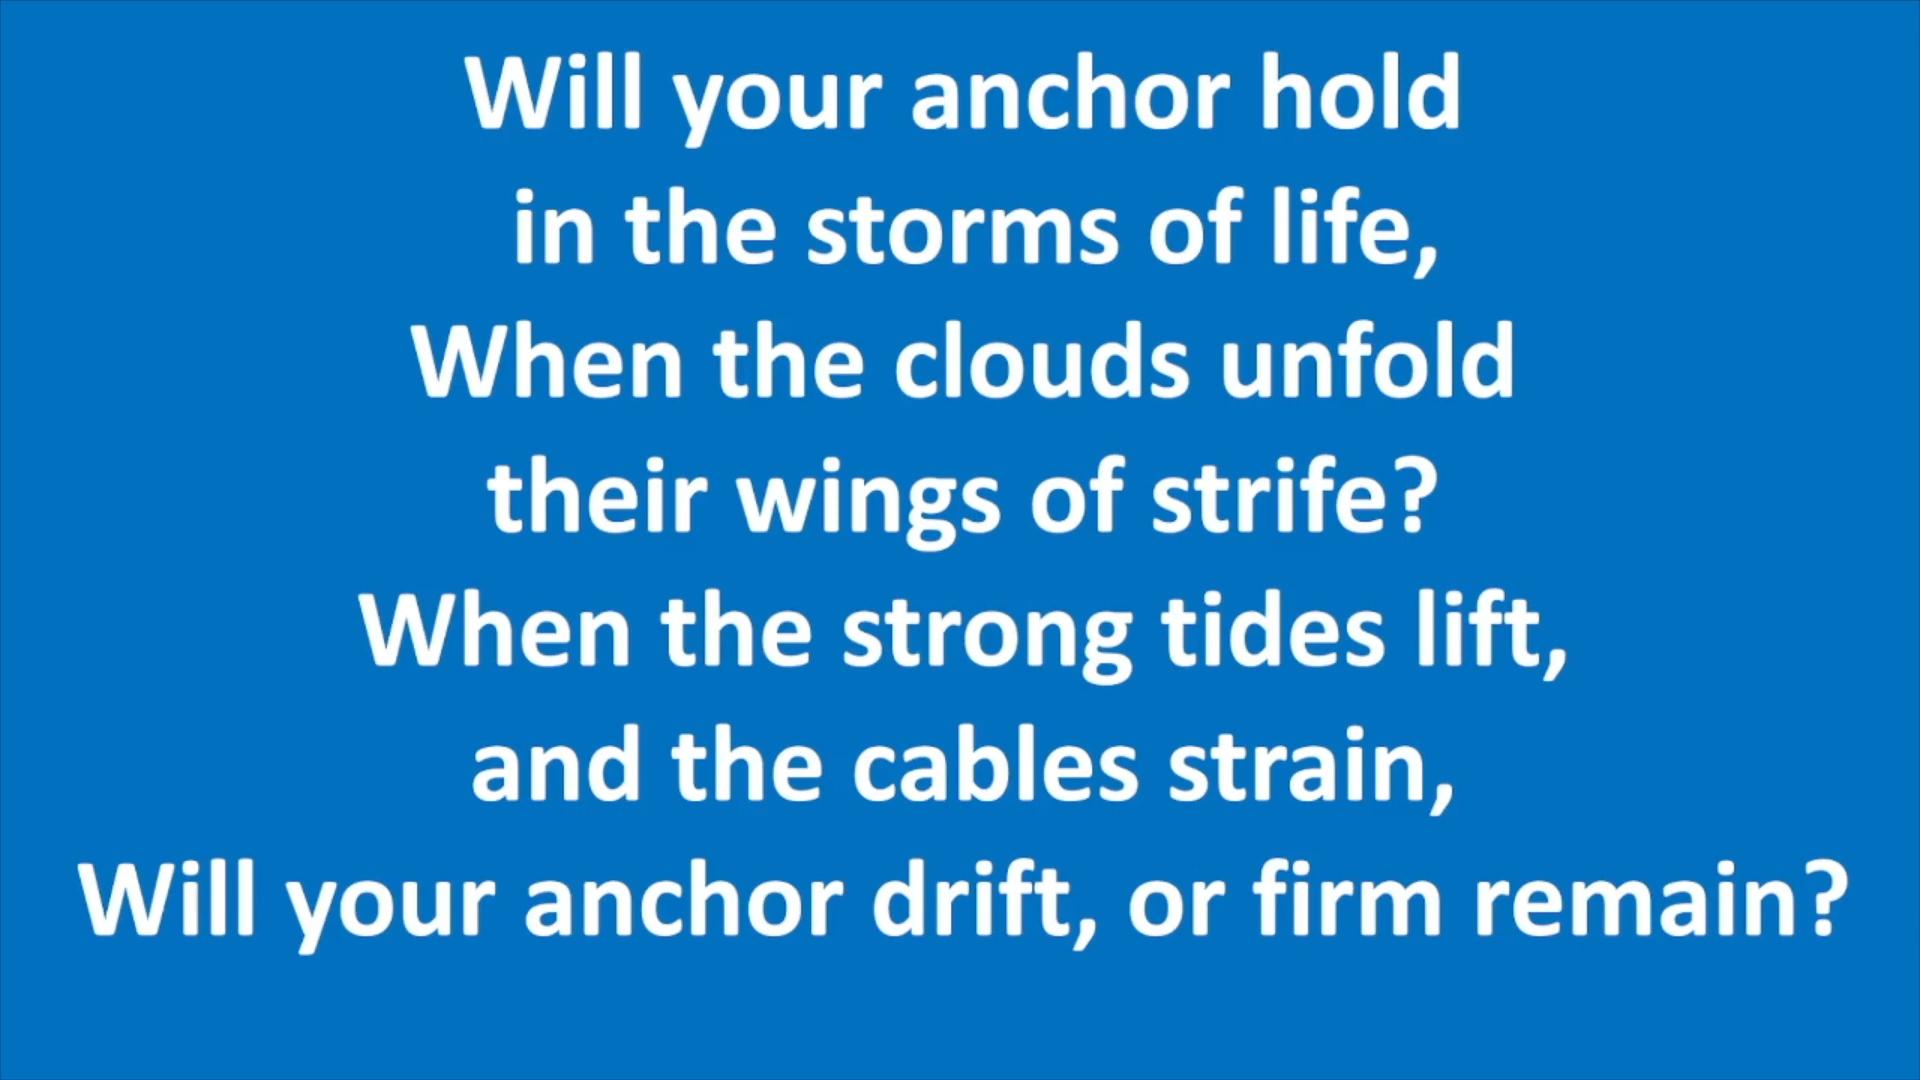 Will your anchor hold
in the storms of life,
When the clouds unfold
their wings of strife?
When the strong tides lift,
and the cables strain,
Will your anchor drift, or firm remain?